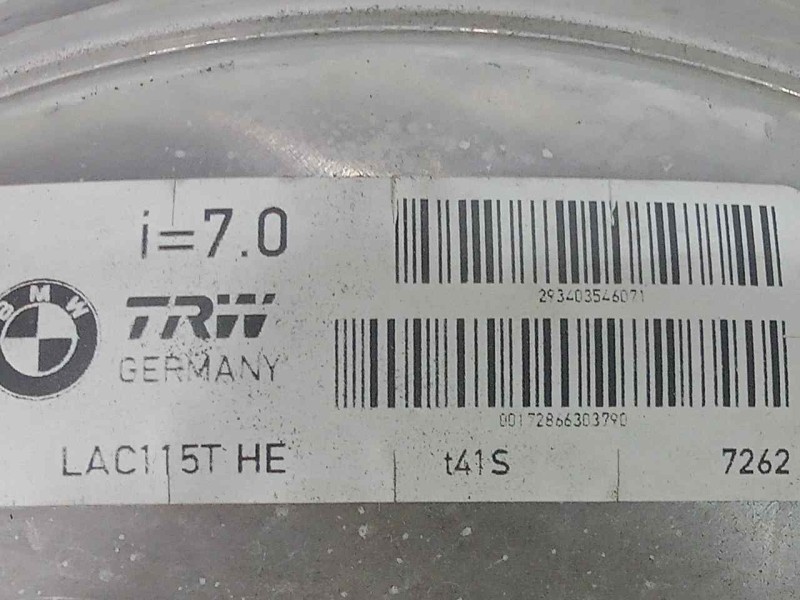 i=7.0
293403546071
BMW
TRW
GERMANY
00172866303790
LAC115T HE
t41S
7262